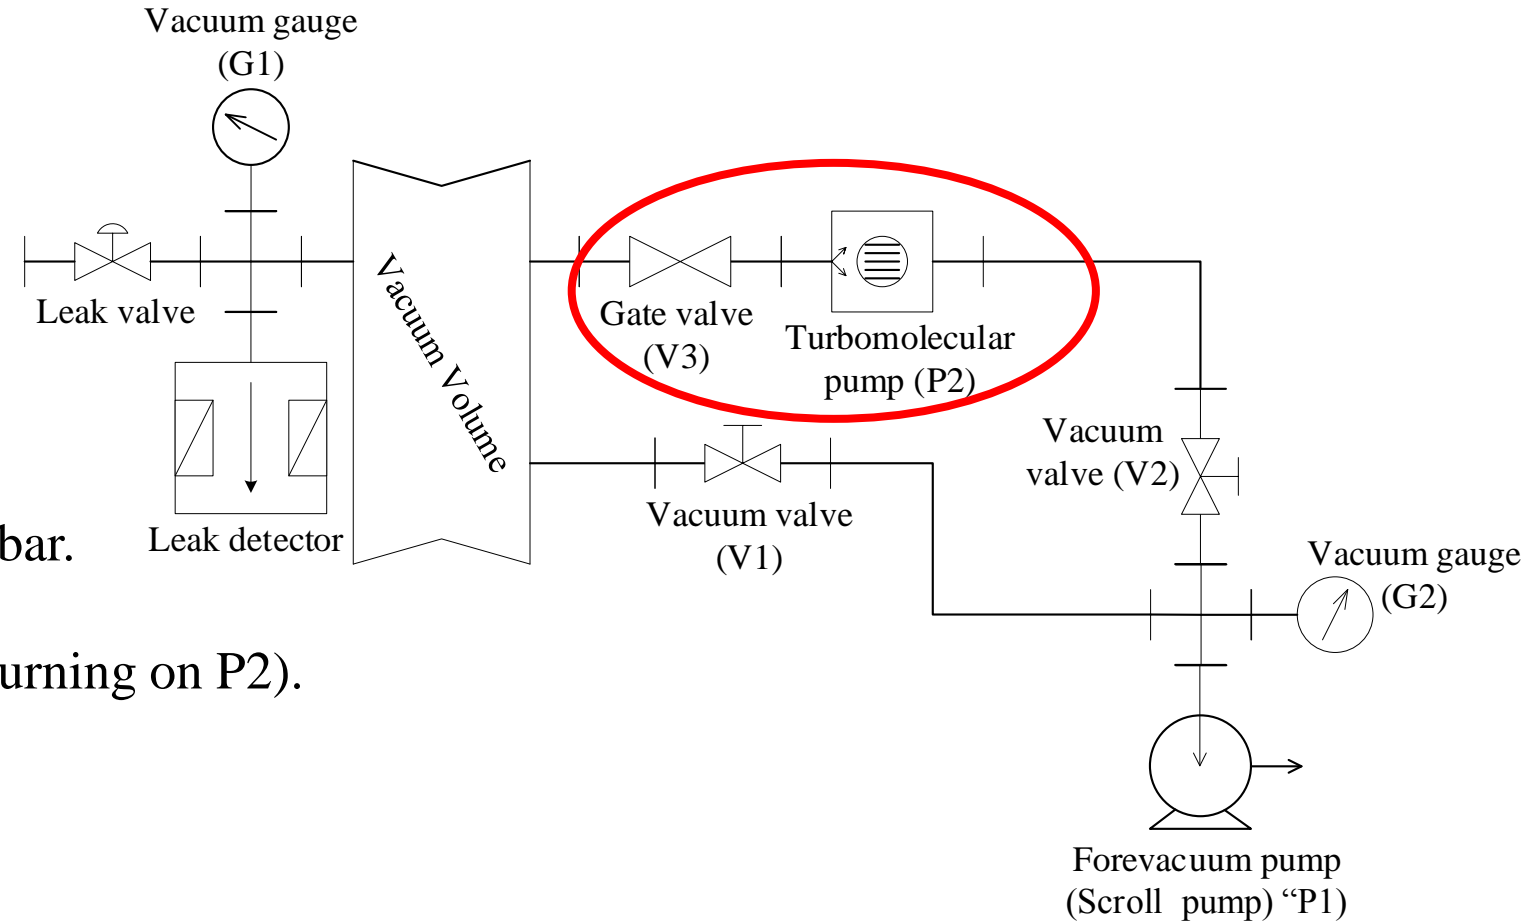 Vacuum gauge
(G1)
Leak valve
Leak detector
Vacuum Volume
Gate valve
(V3)
Turbomolecular
pump (P2)
Vacuum valve
(V1)
Vacuum
valve (V2)
Vacuum gauge
(G2)
bar.
urning on P2).
Forevacuum pump
(Scroll pump) “P1)